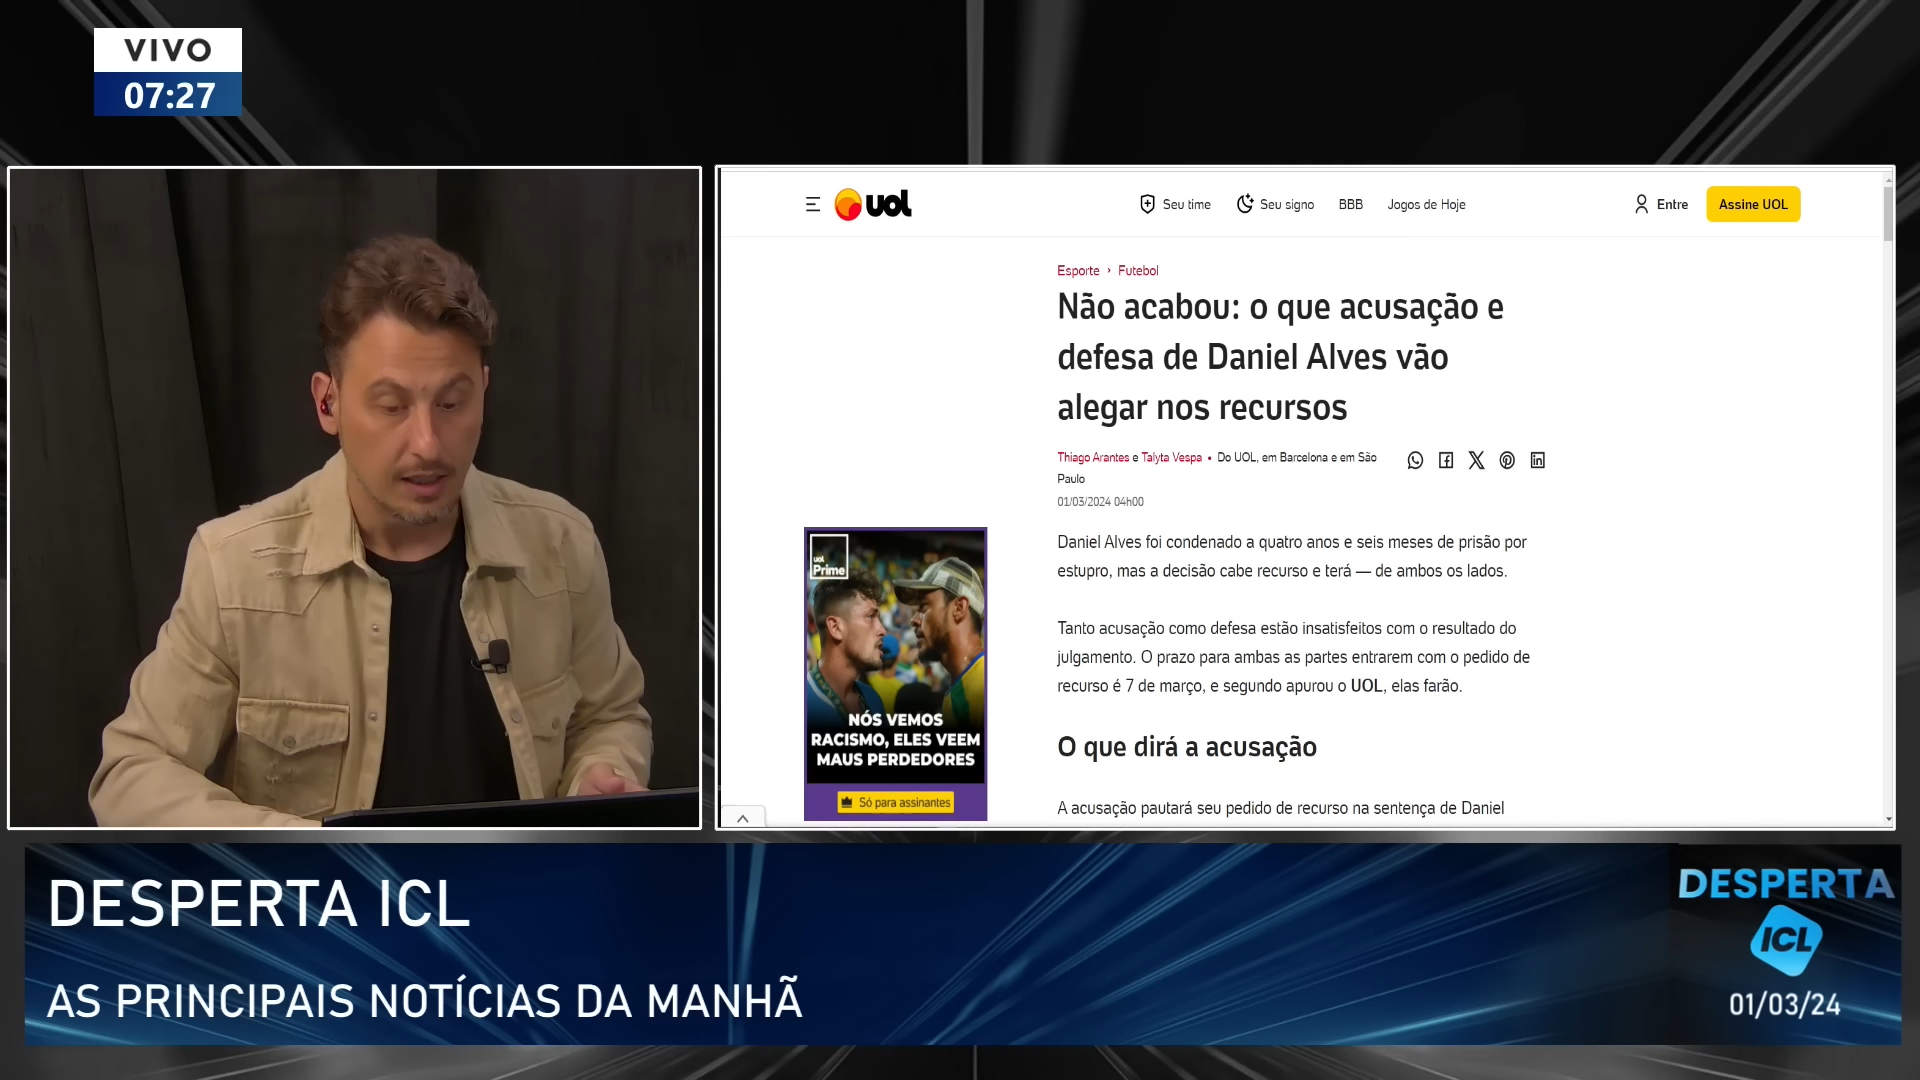 VIVO
07:27
uol
Seu time
Seu signo
BBB
Jogos de Hoje
Entre
Assine UOL
Esporte › Futebol
Não acabou: o que acusação e
defesa de Daniel Alves vão
alegar nos recursos
Thiago Arantes e Talyta Vespa • Do UOL, em Barcelona e em São
Paulo
01/03/2024 04h00
Daniel Alves foi condenado a quatro anos e seis meses de prisão por
estupro, mas a decisão cabe recurso e terá — de ambos os lados.
Tanto acusação como defesa estão insatisfeitos com o resultado do
julgamento. O prazo para ambas as partes entrarem com o pedido de
recurso é 7 de março, e segundo apurou o UOL, elas farão.
O que dirá a acusação
A acusação pautará seu pedido de recurso na sentença de Daniel
uol
Prime
NÓS VEMOS
RACISMO, ELES VEEM
MAUS PERDEDORES
Só para assinantes
DESPERTA ICL
AS PRINCIPAIS NOTÍCIAS DA MANHÃ
DESPERTA
ICL
01/03/24